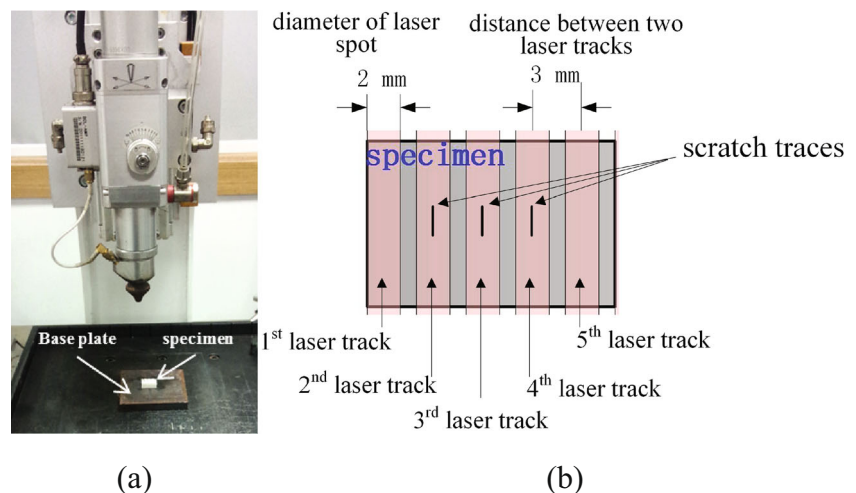 diameter of laser
spot
distance between two
laser tracks
2 mm
3 mm
specimen
scratch traces
Base plate
specimen
1st laser track
5th laser track
2nd laser track
4th laser track
3rd laser track
(a)
(b)